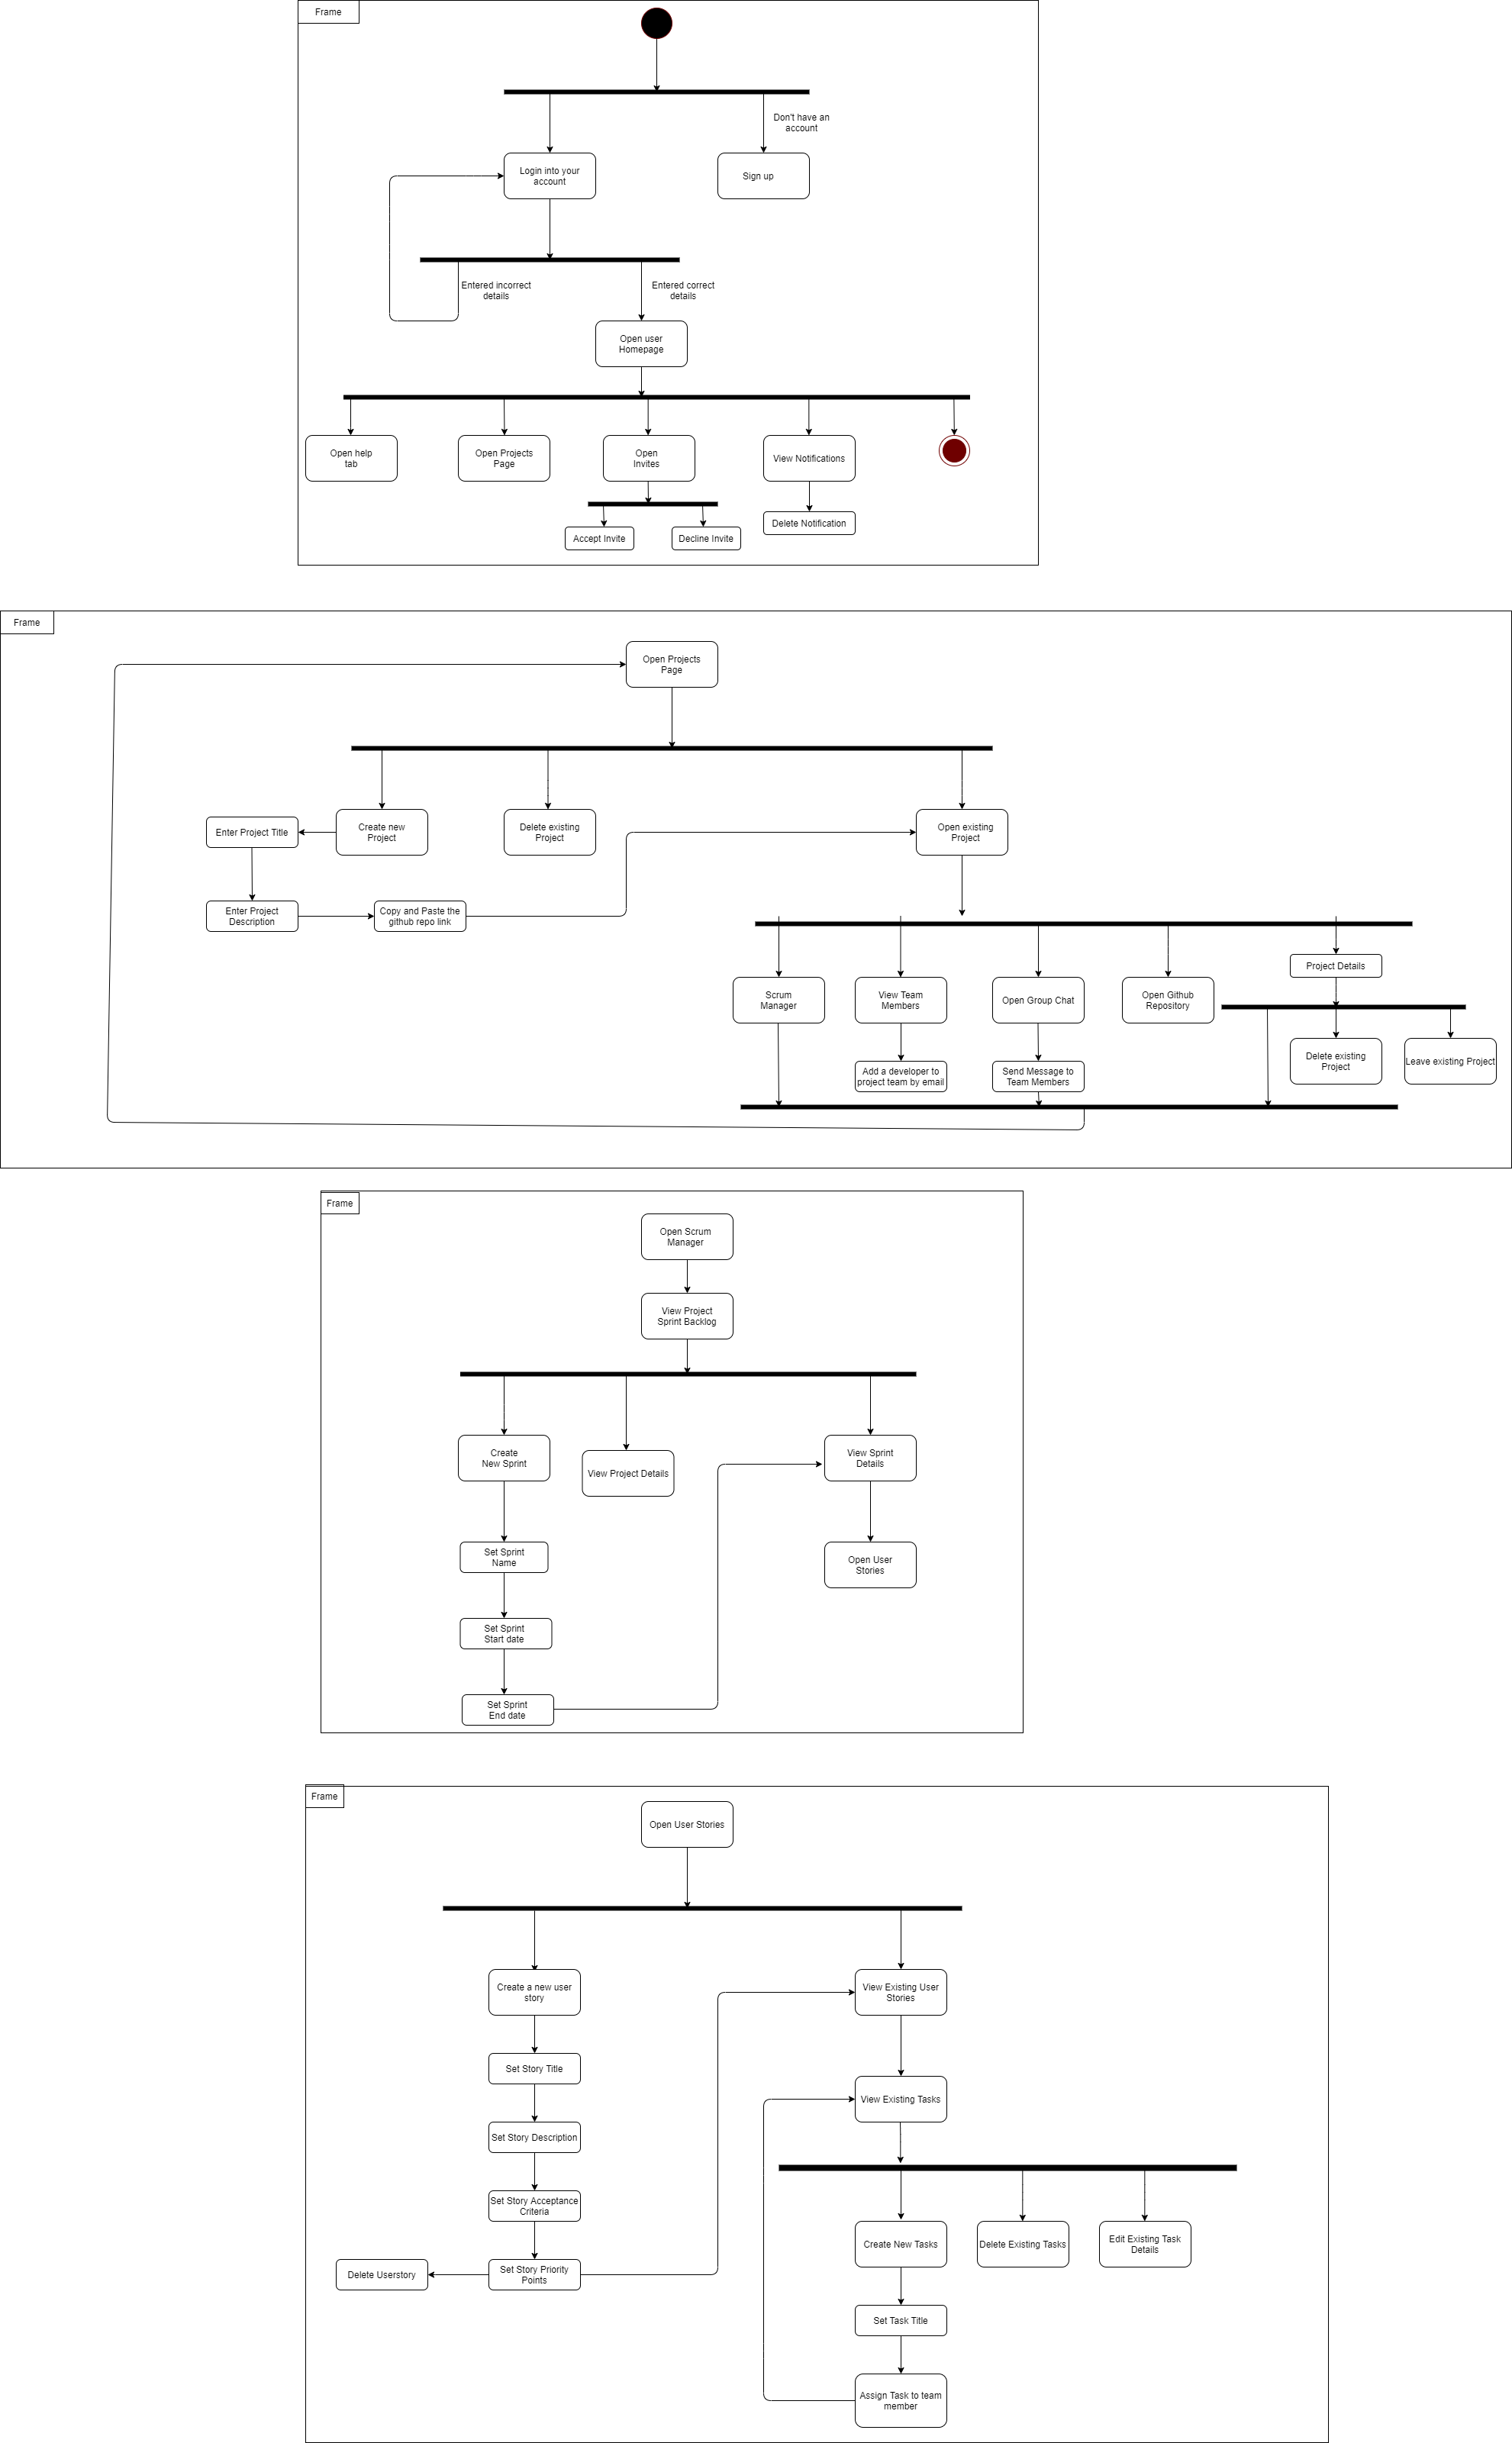 Frame
Don't have an
account
Login into your
account
Sign up
Entered incorrect
details
Entered correct
details
Open user
Homepage
Open help
tab
Open Projects
Page
Open
Invites
View Notifications
Delete Notification
Accept Invite
Decline Invite
Frame
Open Projects
Page
Enter Project Title
Create new
Project
Delete existing
Project
Open existing
Project
Enter Project
Description
Copy and Paste the
github repo link
Project Details
Scrum
Manager
View Team
Members
Open Group Chat
Open Github
Repository
Delete existing
Project
Leave existing Project
Add a developer to
project team by email
Send Message to
Team Members
Frame
Open Scrum
Manager
View Project
Sprint Backlog
Create
New Sprint
View Project Details
View Sprint
Details
Set Sprint
Name
Open User
Stories
Set Sprint
Start date
Set Sprint
End date
Frame
Open User Stories
Create a new user
story
View Existing User
Stories
Set Story Title
View Existing Tasks
Set Story Description
Set Story Acceptance
Criteria
Create New Tasks
Delete Existing Tasks
Edit Existing Task
Details
Delete Userstory
Set Story Priority
Points
Set Task Title
Assign Task to team
member